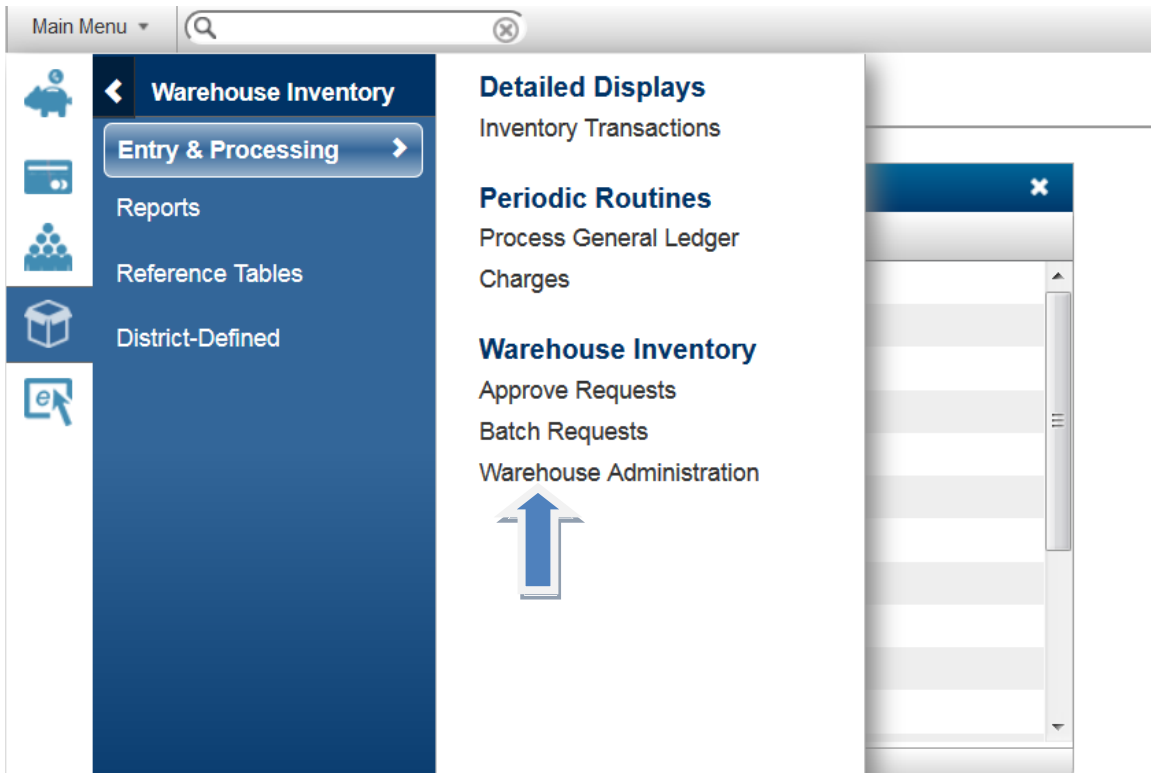 Main Menu
Warehouse Inventory
Entry & Processing
Reports
Reference Tables
District-Defined
Detailed Displays
Inventory Transactions
Periodic Routines
Process General Ledger
Charges
Warehouse Inventory
Approve Requests
Batch Requests
Warehouse Administration
e